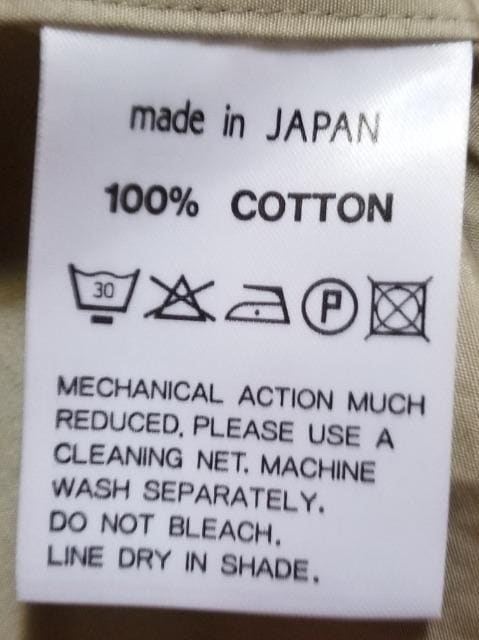 made in JAPAN
100% COTTON
30 P
MECHANICAL ACTION MUCH
REDUCED. PLEASE USE A
CLEANING NET. MACHINE
WASH SEPARATELY.
DO NOT BLEACH.
LINE DRY IN SHADE.